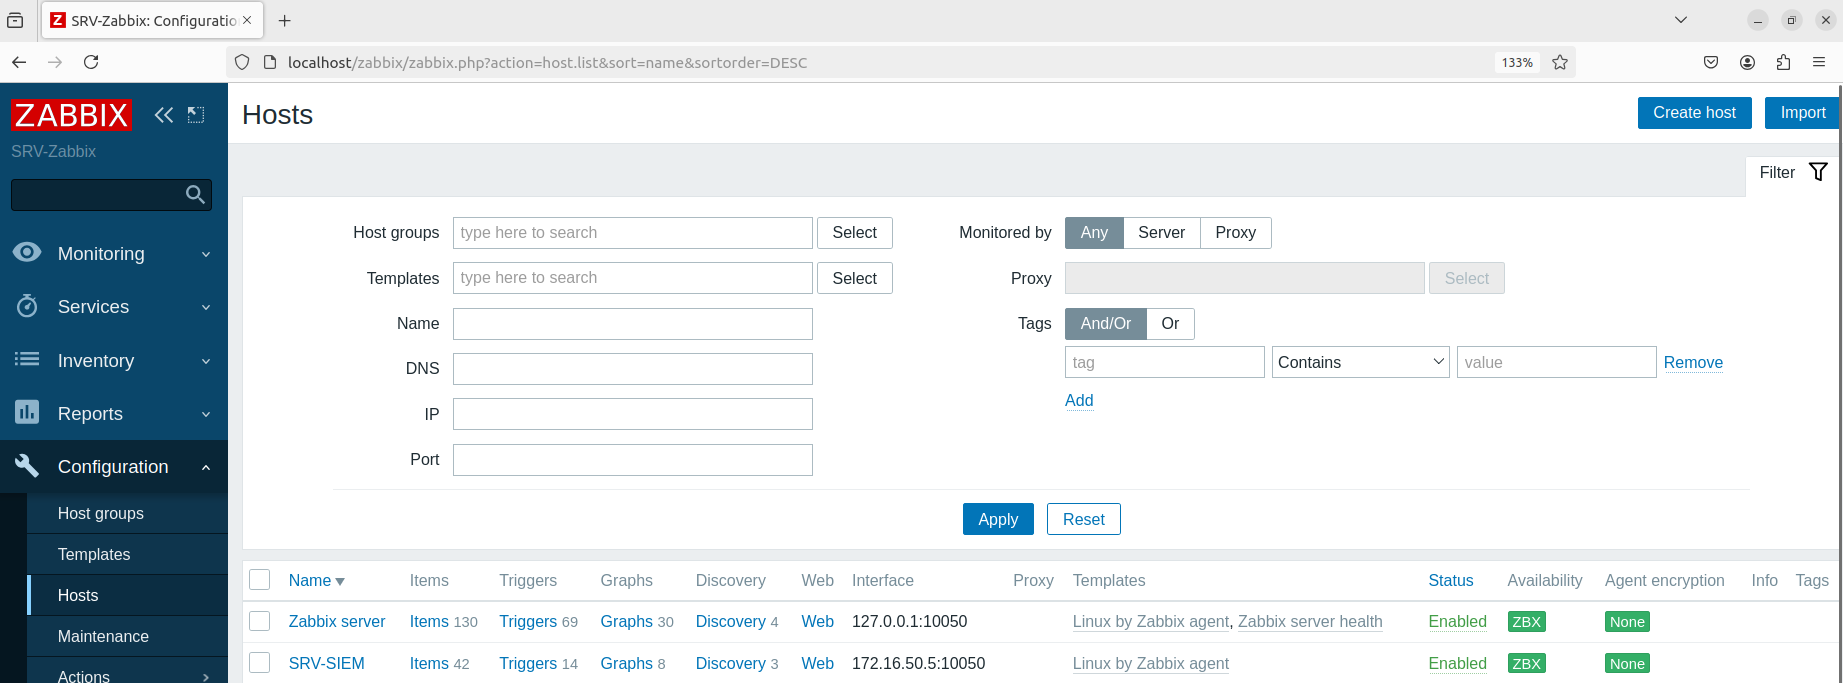 SRV-Zabbix: Configuratio
localhost/zabbix/zabbix.php?action=host.list&sort=name&sortorder=DESC
133%
ZABBIX
SRV-Zabbix
Monitoring
Services
Inventory
Reports
Configuration
Host groups
Templates
Hosts
Maintenance
Actions
Hosts
Create host
Import
Filter
Host groups type here to search Select
Templates type here to search Select
Name
DNS
IP
Port
Monitored by Any Server Proxy
Proxy Select
Tags And/Or Or
tag Contains value Remove
Add
Apply Reset
Name Items Triggers Graphs Discovery Web Interface Proxy Templates Status Availability Agent encryption Info Tags
Zabbix server Items 130 Triggers 69 Graphs 30 Discovery 4 Web 127.0.0.1:10050 Linux by Zabbix agent, Zabbix server health Enabled ZBX None
SRV-SIEM Items 42 Triggers 14 Graphs 8 Discovery 3 Web 172.16.50.5:10050 Linux by Zabbix agent Enabled ZBX None